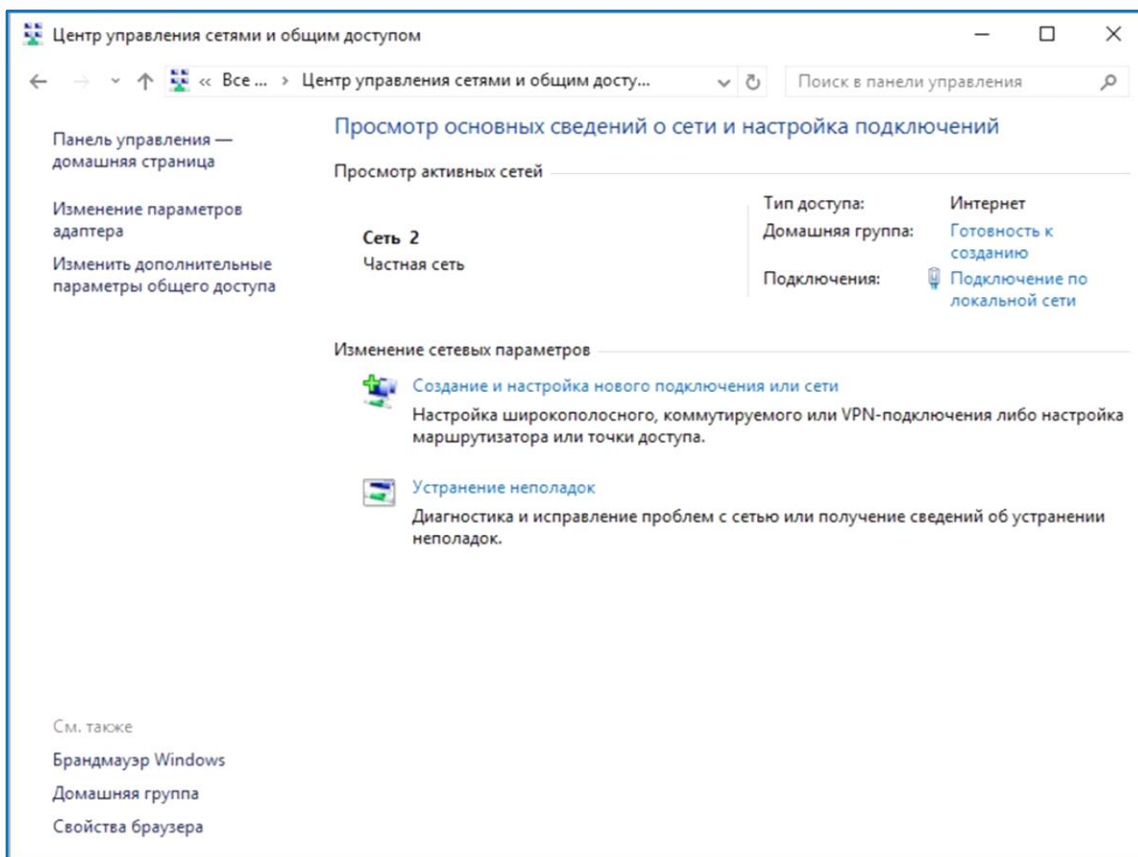 Центр управления сетями и общим доступом
« Все ... › Центр управления сетями и общим досту...
Поиск в панели управления
Панель управления —
домашняя страница
Изменение параметров
адаптера
Изменить дополнительные
параметры общего доступа
Просмотр основных сведений о сети и настройка подключений
Просмотр активных сетей
Сеть 2
Частная сеть
Тип доступа: Интернет
Домашняя группа: Готовность к
созданию
Подключения: Подключение по
локальной сети
Изменение сетевых параметров
Создание и настройка нового подключения или сети
Настройка широкополосного, коммутируемого или VPN-подключения либо настройка
маршрутизатора или точки доступа.
Устранение неполадок
Диагностика и исправление проблем с сетью или получение сведений об устранении
неполадок.
См. также
Брандмауэр Windows
Домашняя группа
Свойства браузера